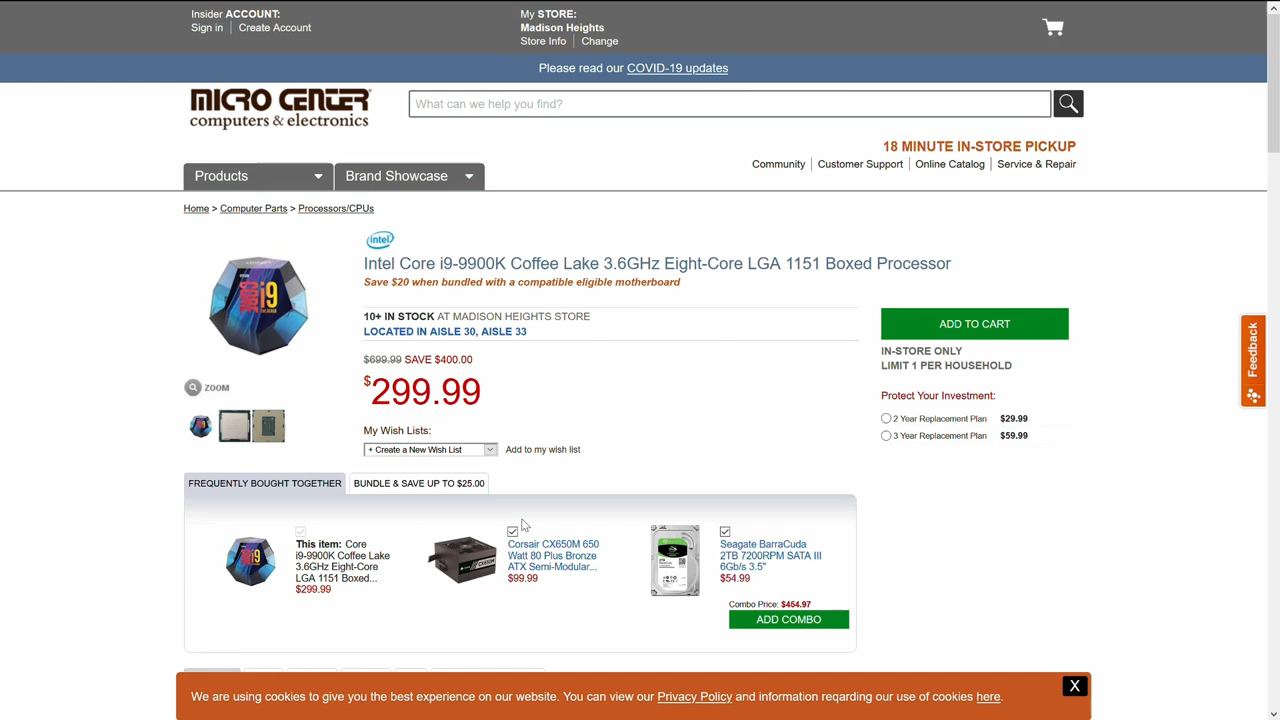 Insider ACCOUNT:
Sign in | Create Account
My STORE:
Madison Heights
Store Info | Change
Please read our COVID-19 updates
MICRO CENTER
computers & electronics
What can we help you find?
18 MINUTE IN-STORE PICKUP
Community | Customer Support | Online Catalog | Service & Repair
Products
Brand Showcase
Home > Computer Parts > Processors/CPUs
intel
Intel Core i9-9900K Coffee Lake 3.6GHz Eight-Core LGA 1151 Boxed Processor
Save $20 when bundled with a compatible eligible motherboard
10+ IN STOCK AT MADISON HEIGHTS STORE
LOCATED IN AISLE 30, AISLE 33
$699.99 SAVE $400.00
$299.99
CORE i9
ZOOM
My Wish Lists:
+ Create a New Wish List
Add to my wish list
ADD TO CART
IN-STORE ONLY
LIMIT 1 PER HOUSEHOLD
Protect Your Investment:
2 Year Replacement Plan $29.99
3 Year Replacement Plan $59.99
Feedback
FREQUENTLY BOUGHT TOGETHER
BUNDLE & SAVE UP TO $25.00
This item: Core
i9-9900K Coffee Lake
3.6GHz Eight-Core
LGA 1151 Boxed...
$299.99
Corsair CX650M 650
Watt 80 Plus Bronze
ATX Semi-Modular...
$99.99
Seagate BarraCuda
2TB 7200RPM SATA III
6Gb/s 3.5"
$54.99
Combo Price: $454.97
ADD COMBO
We are using cookies to give you the best experience on our website. You can view our Privacy Policy and information regarding our use of cookies here.
X